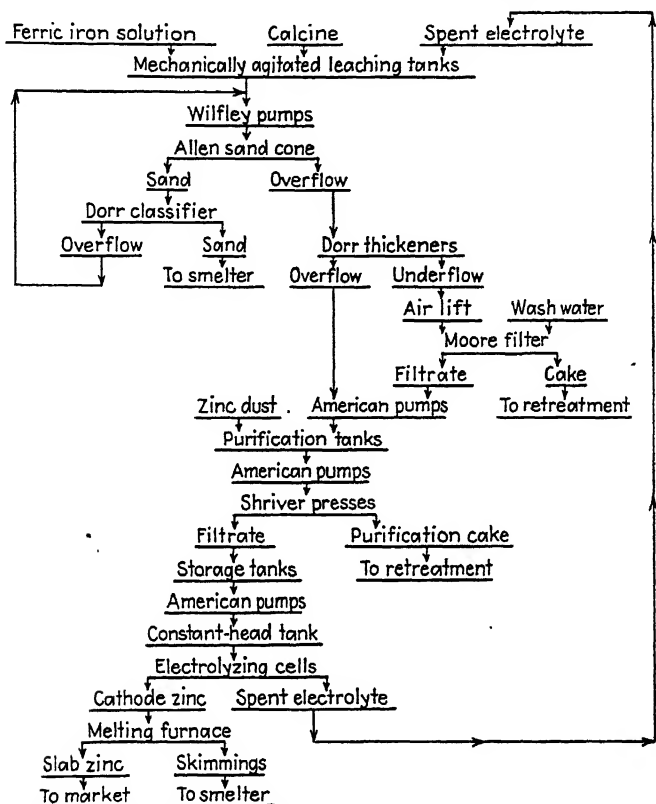 Ferric iron solution Calcine Spent electrolyte
Mechanically agitated leaching tanks
Wilfley pumps
Allen sand cone
Sand Overflow
Dorr classifier
Overflow Sand Dorr thickeners
To smelter Overflow Underflow
Air lift Wash water
Moore filter
Filtrate Cake
Zinc dust American pumps To retreatment
Purification tanks
American pumps
Shriver presses
Filtrate Purification cake
Storage tanks To retreatment
American pumps
Constant-head tank
Electrolyzing cells
Cathode zinc Spent electrolyte
Melting furnace
Slab zinc Skimmings
To market To smelter